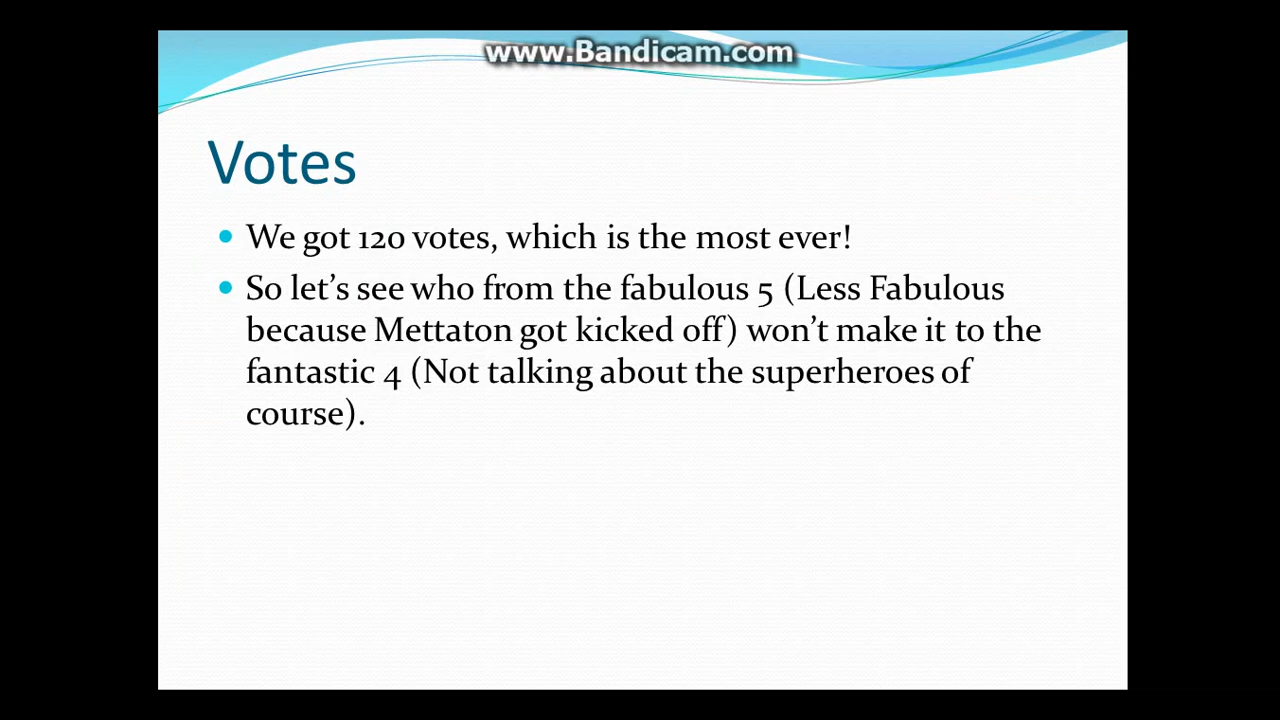 www.Bandicam.com
Votes
We got 120 votes, which is the most ever!
So let’s see who from the fabulous 5 (Less Fabulous
because Mettaton got kicked off) won’t make it to the
fantastic 4 (Not talking about the superheroes of
course).